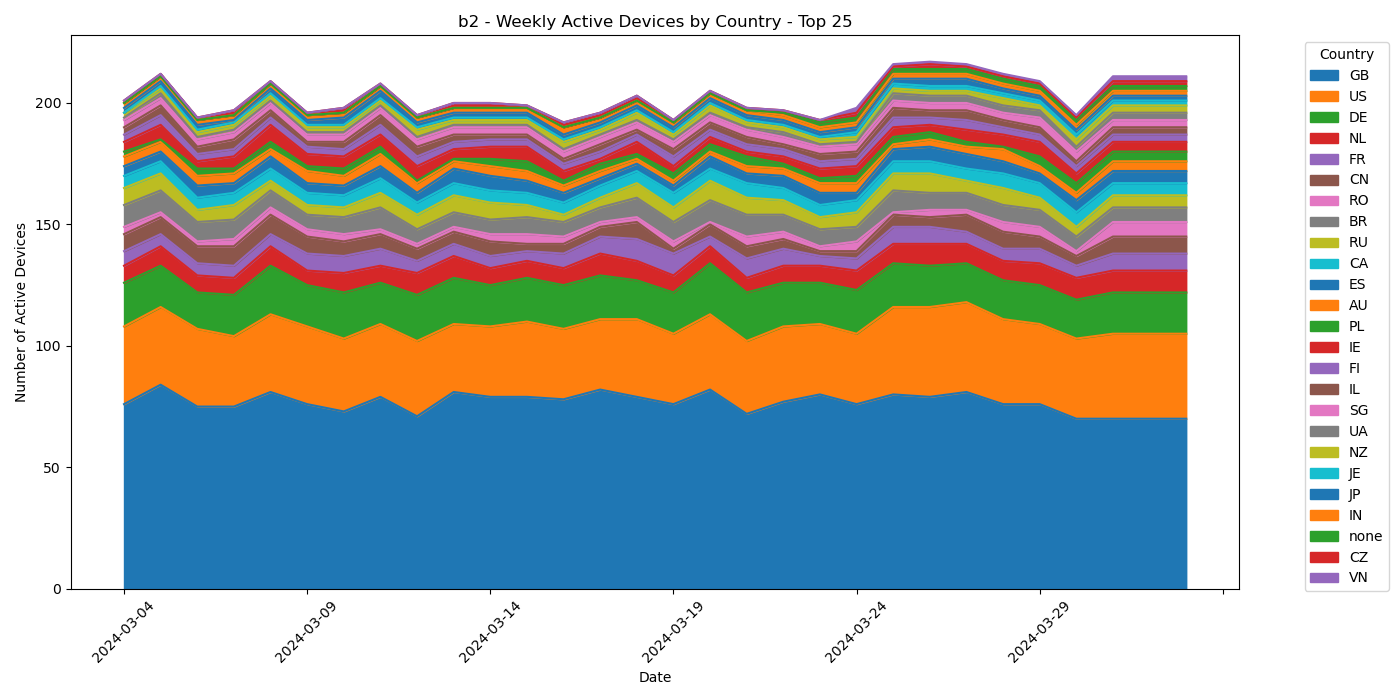 b2 - Weekly Active Devices by Country - Top 25
Number of Active Devices
200
150
100
50
0
2024-03-04
2024-03-09
2024-03-14
2024-03-19
2024-03-24
2024-03-29
Date
Country
GB
US
DE
NL
FR
CN
RO
BR
RU
CA
ES
AU
PL
IE
FI
IL
SG
UA
NZ
JE
JP
IN
none
CZ
VN